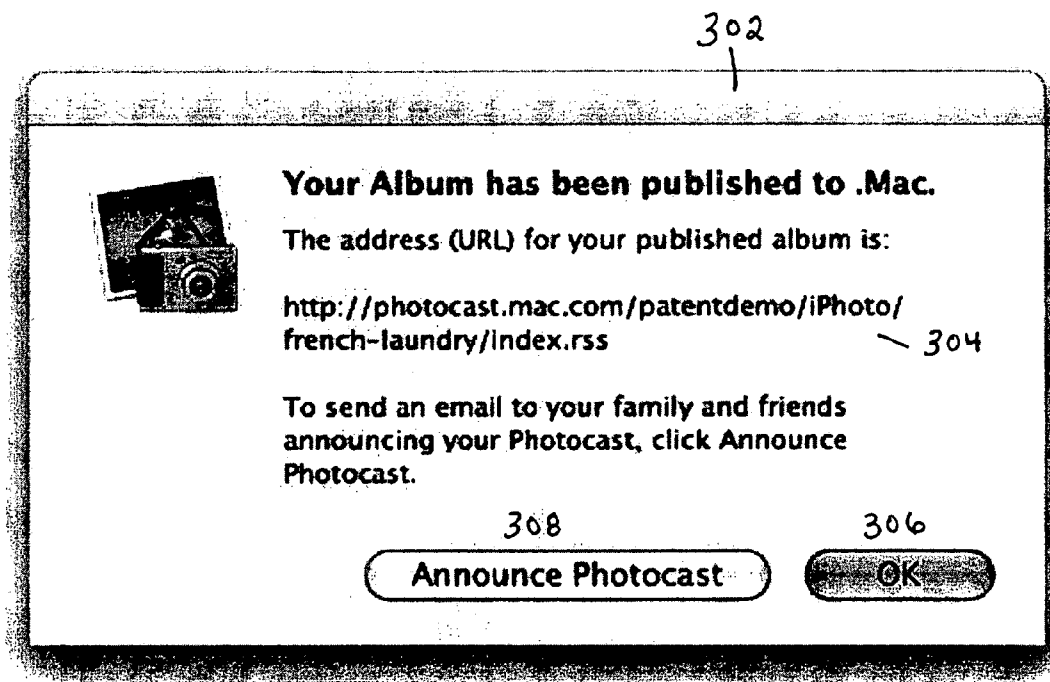 302
Your Album has been published to .Mac.
The address (URL) for your published album is:
http://photocast.mac.com/patentdemo/iPhoto/
french-laundry/index.rss
304
To send an email to your family and friends
announcing your Photocast, click Announce
Photocast.
308 306
Announce Photocast OK